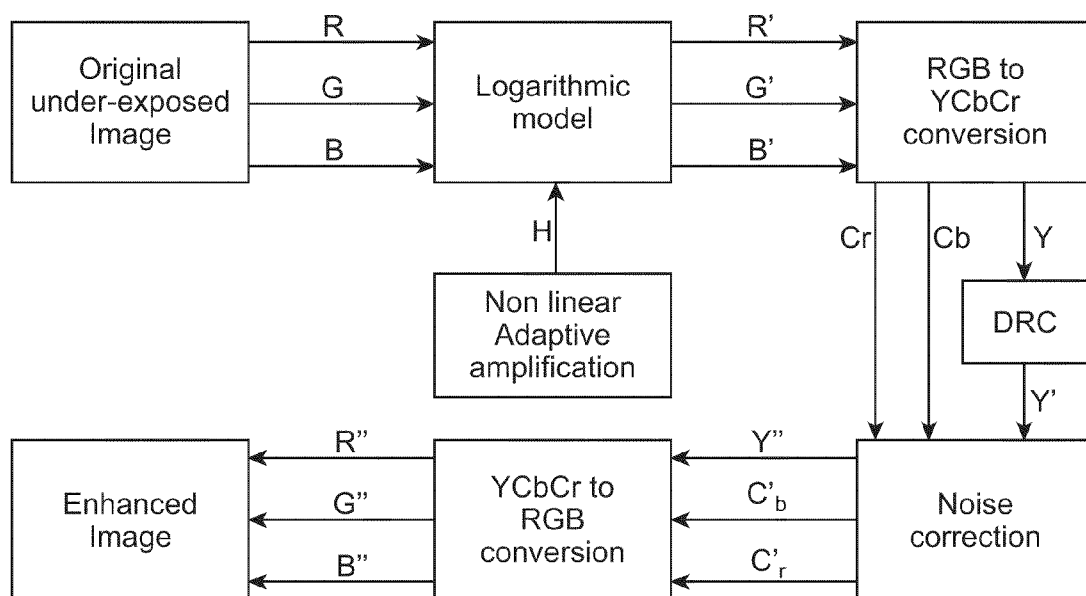 Original
under-exposed
Image
R
G
B
Logarithmic
model
R’
G’
B’
RGB to
YCbCr
conversion
H
Non linear
Adaptive
amplification
Cr
Cb
Y
DRC
Y’
Enhanced
Image
R”
G”
B”
YCbCr to
RGB
conversion
Y”
C’b
C’r
Noise
correction